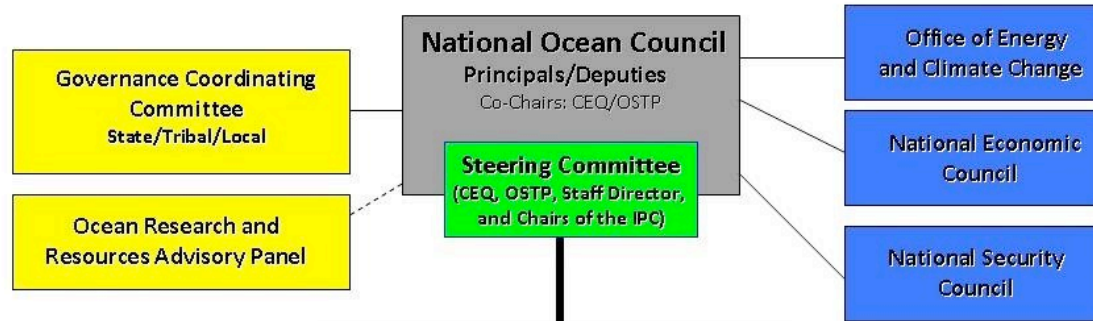 Governance Coordinating
Committee
State/Tribal/Local
Ocean Research and
Resources Advisory Panel
National Ocean Council
Principals/Deputies
Co-Chairs: CEQ/OSTP
Steering Committee
(CEQ, OSTP, Staff Director,
and Chairs of the IPC)
Office of Energy
and Climate Change
National Economic
Council
National Security
Council